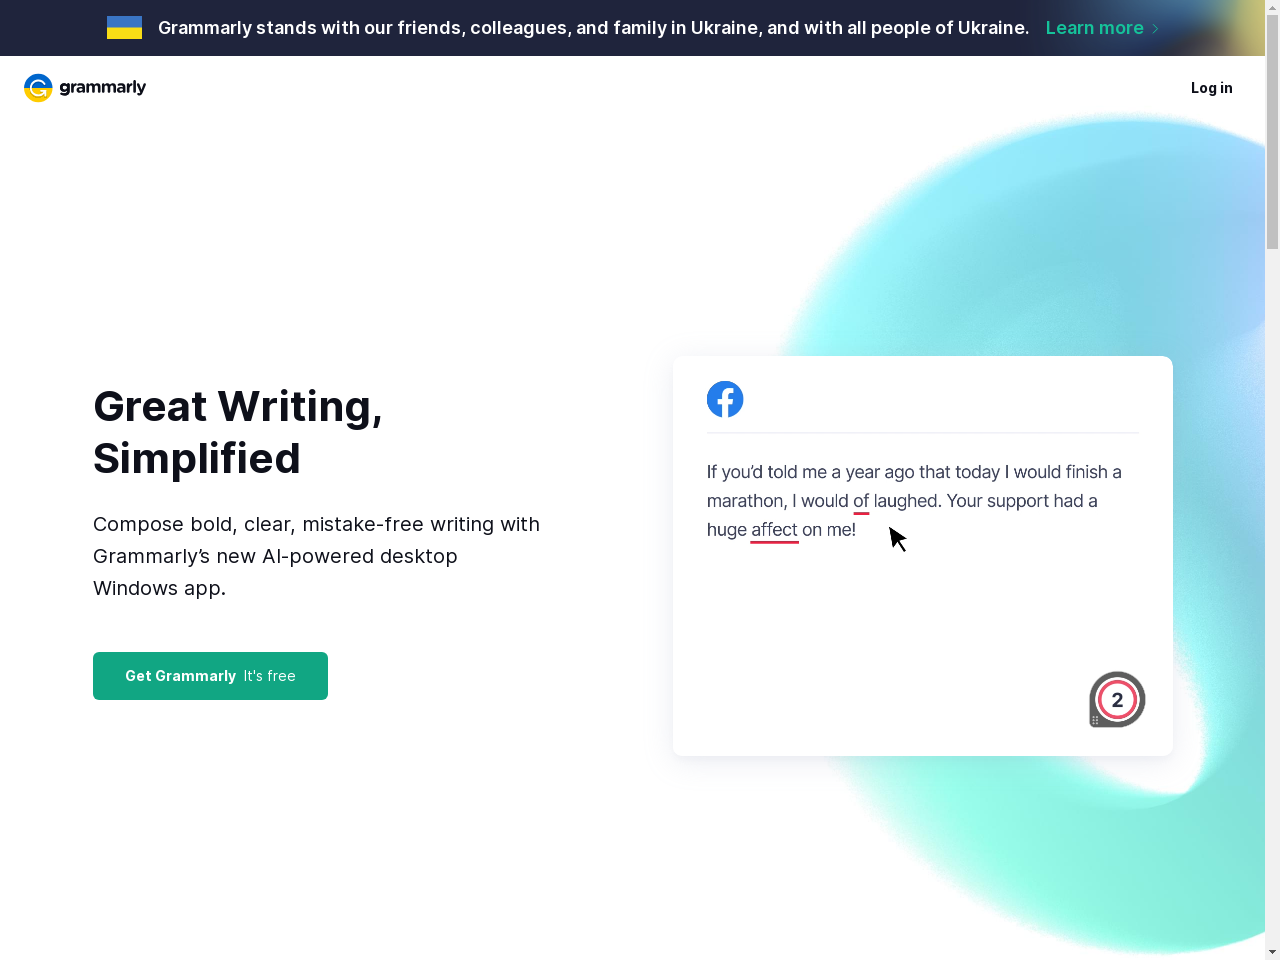 Grammarly stands with our friends, colleagues, and family in Ukraine, and with all people of Ukraine. Learn more
grammarly
Log in
Great Writing,
Simplified
Compose bold, clear, mistake-free writing with
Grammarly’s new AI-powered desktop
Windows app.
Get Grammarly It's free
If you’d told me a year ago that today I would finish a
marathon, I would of laughed. Your support had a
huge affect on me!
2